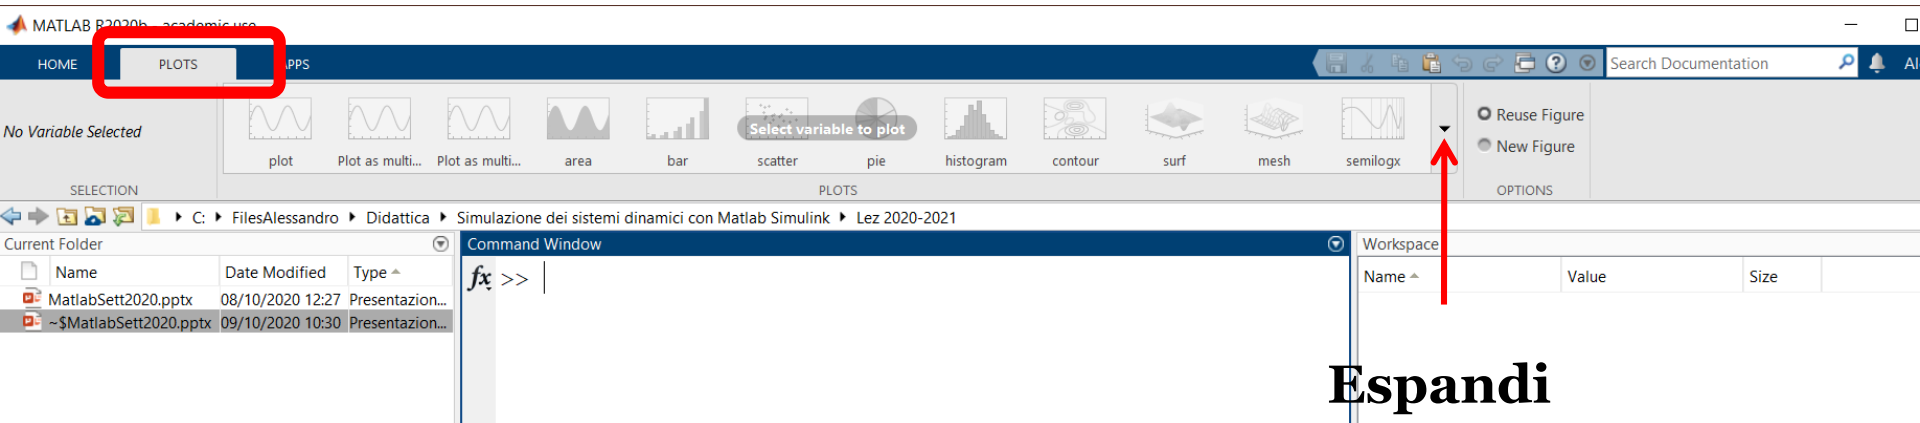 MATLAB R2020b - academic use
HOME PLOTS APPS Search Documentation
No Variable Selected
Select variable to plot
Reuse Figure
New Figure
plot Plot as multi... Plot as multi... area bar scatter pie histogram contour surf mesh semilogx
SELECTION PLOTS OPTIONS
C: FilesAlessandro Didattica Simulazione dei sistemi dinamici con Matlab Simulink Lez 2020-2021
Current Folder Command Window Workspace
Name Date Modified Type
fx >>
Name Value Size
MatlabSett2020.pptx 08/10/2020 12:27 Presentazion...
~$MatlabSett2020.pptx 09/10/2020 10:30 Presentazion...
Espandi